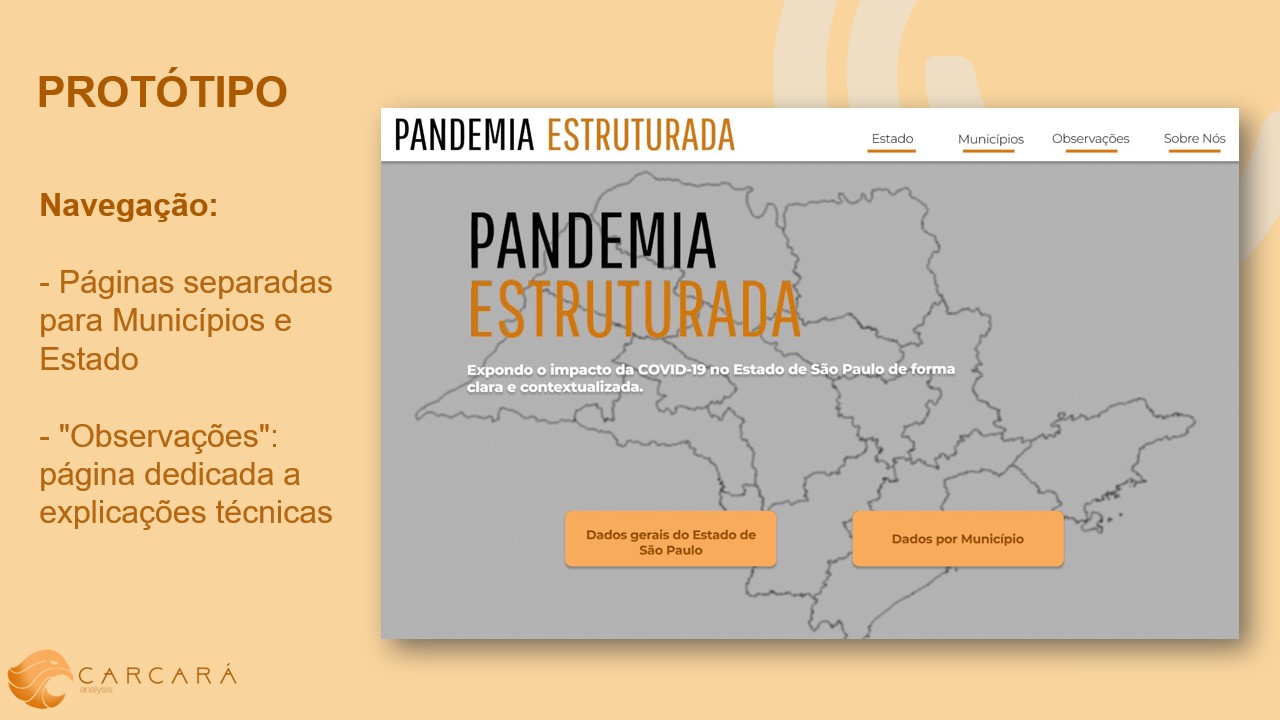 PROTÓTIPO
Navegação:
- Páginas separadas
para Municípios e
Estado
- "Observações":
página dedicada a
explicações técnicas
PANDEMIA ESTRUTURADA
Estado
Municípios
Observações
Sobre Nós
PANDEMIA
ESTRUTURADA
Expondo o impacto da COVID-19 no Estado de São Paulo de forma
clara e contextualizada.
Dados gerais do Estado de
São Paulo
Dados por Município
CARCARÁ
analysis